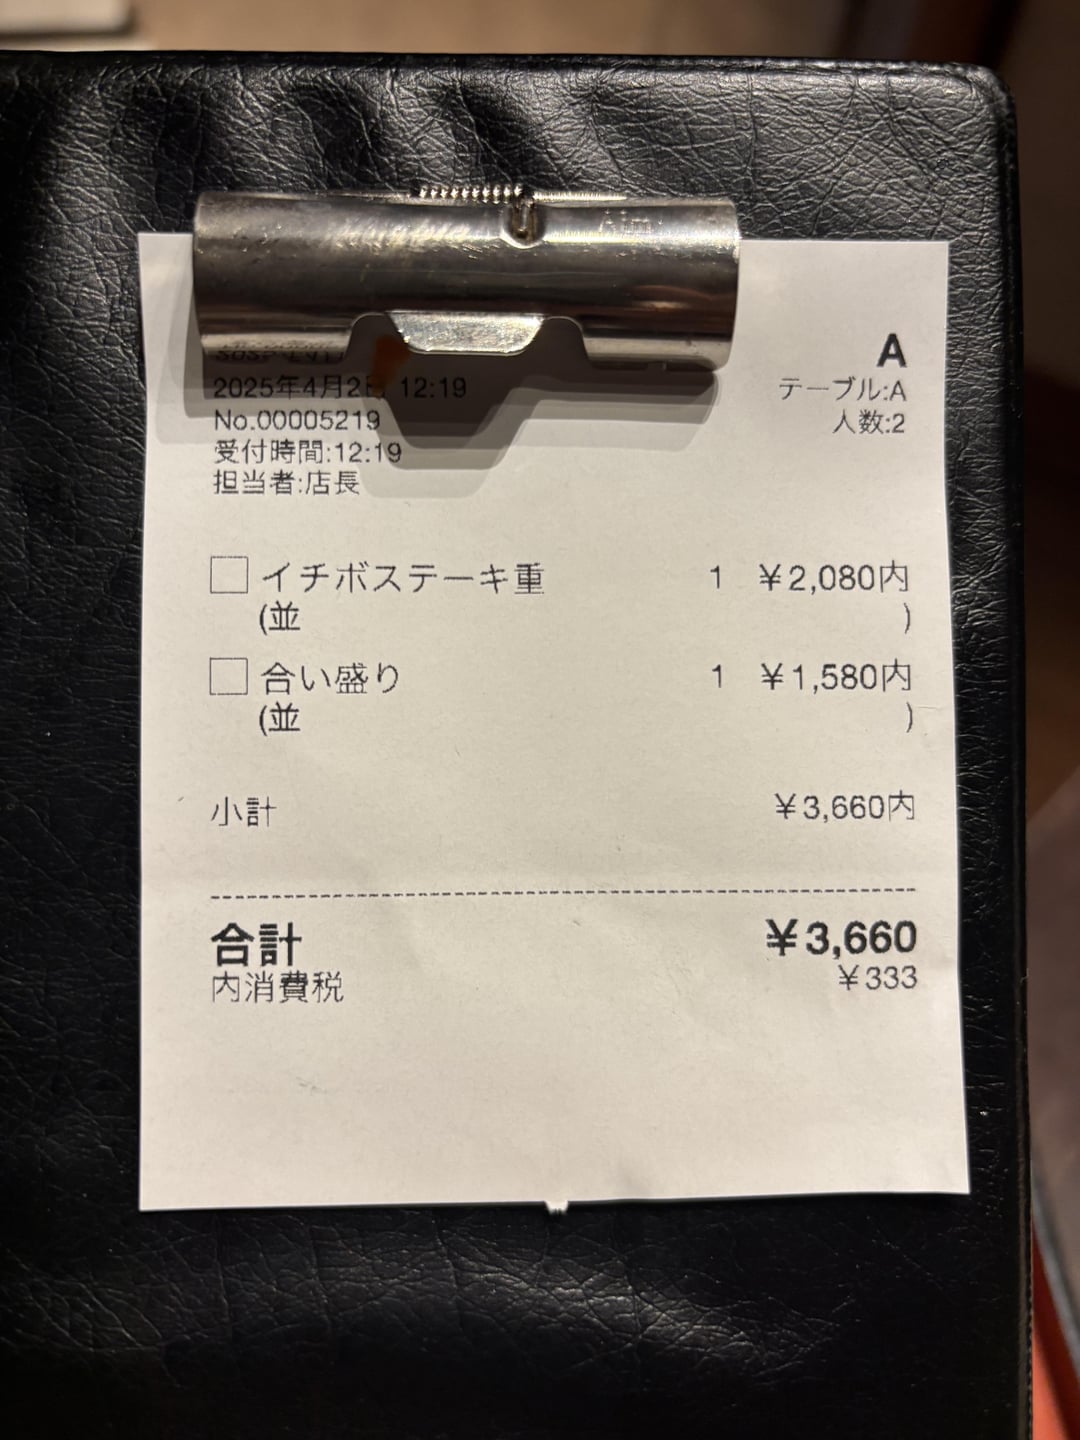 A
2025年4月2日 12:19
テーブル:A
No.00005219
人数:2
受付時間:12:19
担当者:店長
イチボステーキ重 1 ¥2,080内
(並 )
合い盛り 1 ¥1,580内
(並 )
小計 ¥3,660内
合計 ¥3,660
内消費税 ¥333